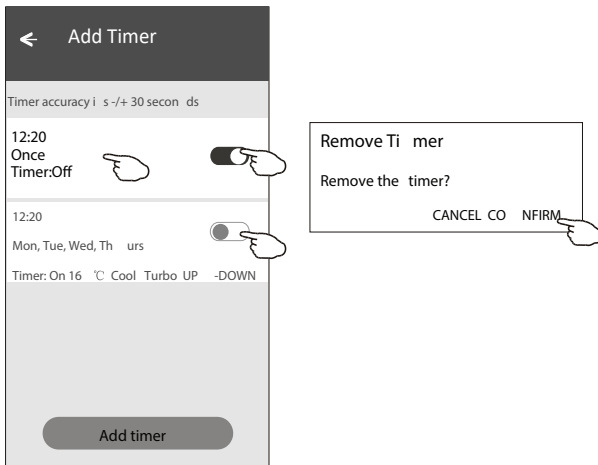 Add Timer
Timer accuracy i s -/+ 30 secon ds
12:20
Once
Timer:Off
12:20
Mon, Tue, Wed, Th urs
Timer: On 16 ℃ Cool Turbo UP -DOWN
Add timer
Remove Ti mer
Remove the timer?
CANCEL CO NFIRM